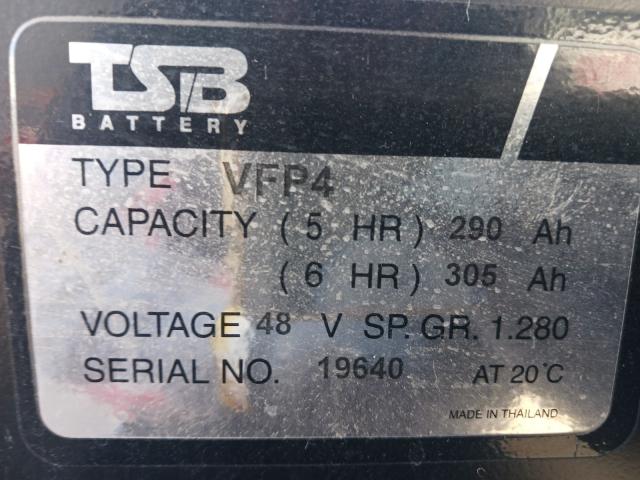 TSB
BATTERY
TYPE VFP4
CAPACITY ( 5 HR ) 290 Ah
( 6 HR ) 305 Ah
VOLTAGE 48 V SP. GR. 1.280
SERIAL NO. 19640 AT 20°C
MADE IN THAILAND